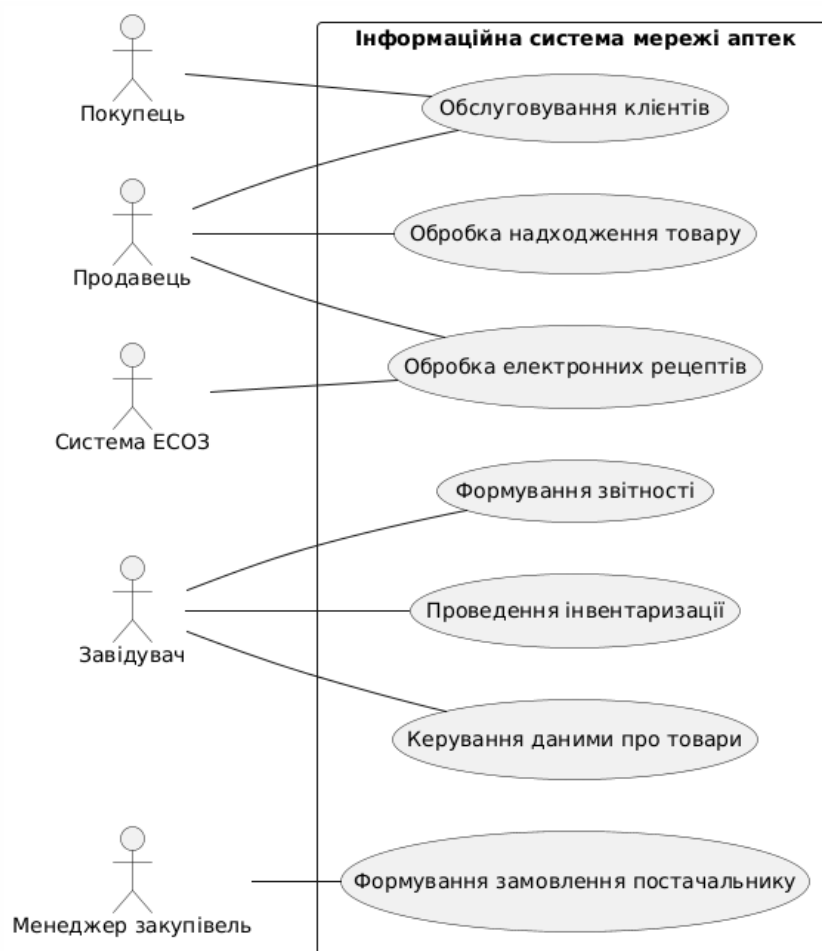 Інформаційна система мережі аптек
Покупець
Обслуговування клієнтів
Продавець
Обробка надходження товару
Обробка електронних рецептів
Система ЕСОЗ
Формування звітності
Завідувач
Проведення інвентаризації
Керування даними про товари
Менеджер закупівель
Формування замовлення постачальнику